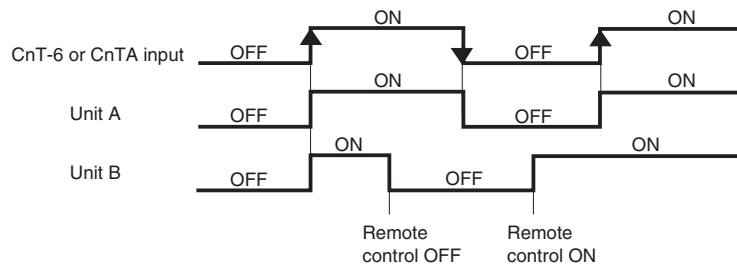 ON ON
CnT-6 or CnTA input OFF OFF
ON ON
Unit A OFF OFF
ON ON
Unit B OFF OFF
Remote control OFF
Remote control ON